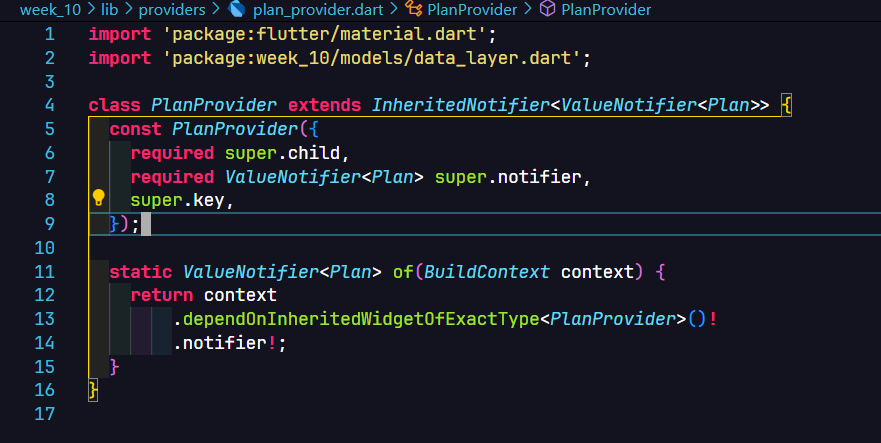 week_10 > lib > providers > plan_provider.dart > PlanProvider > PlanProvider
1 import 'package:flutter/material.dart';
2 import 'package:week_10/models/data_layer.dart';
3
4 class PlanProvider extends InheritedNotifier<ValueNotifier<Plan>> {
5   const PlanProvider({
6     required super.child,
7     required ValueNotifier<Plan> super.notifier,
8     super.key,
9   });
10
11   static ValueNotifier<Plan> of(BuildContext context) {
12     return context
13         .dependOnInheritedWidgetOfExactType<PlanProvider>()!
14         .notifier!;
15   }
16 }
17